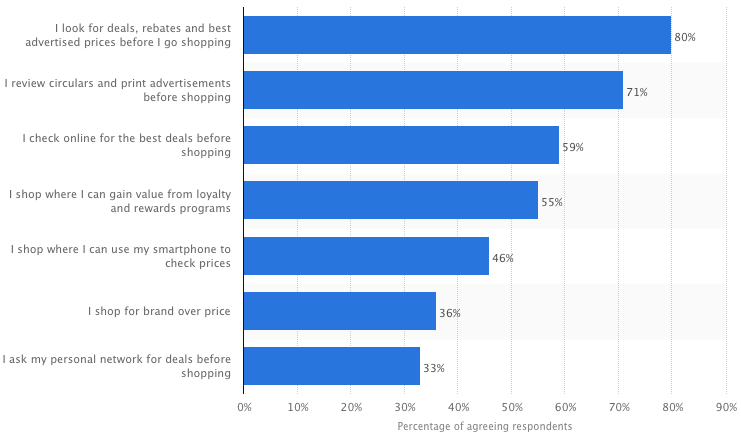 I look for deals, rebates and best
advertised prices before I go shopping
80%
I review circulars and print advertisements
before shopping
71%
I check online for the best deals before
shopping
59%
I shop where I can gain value from loyalty
and rewards programs
55%
I shop where I can use my smartphone to
check prices
46%
I shop for brand over price
36%
I ask my personal network for deals before
shopping
33%
0% 10% 20% 30% 40% 50% 60% 70% 80% 90%
Percentage of agreeing respondents